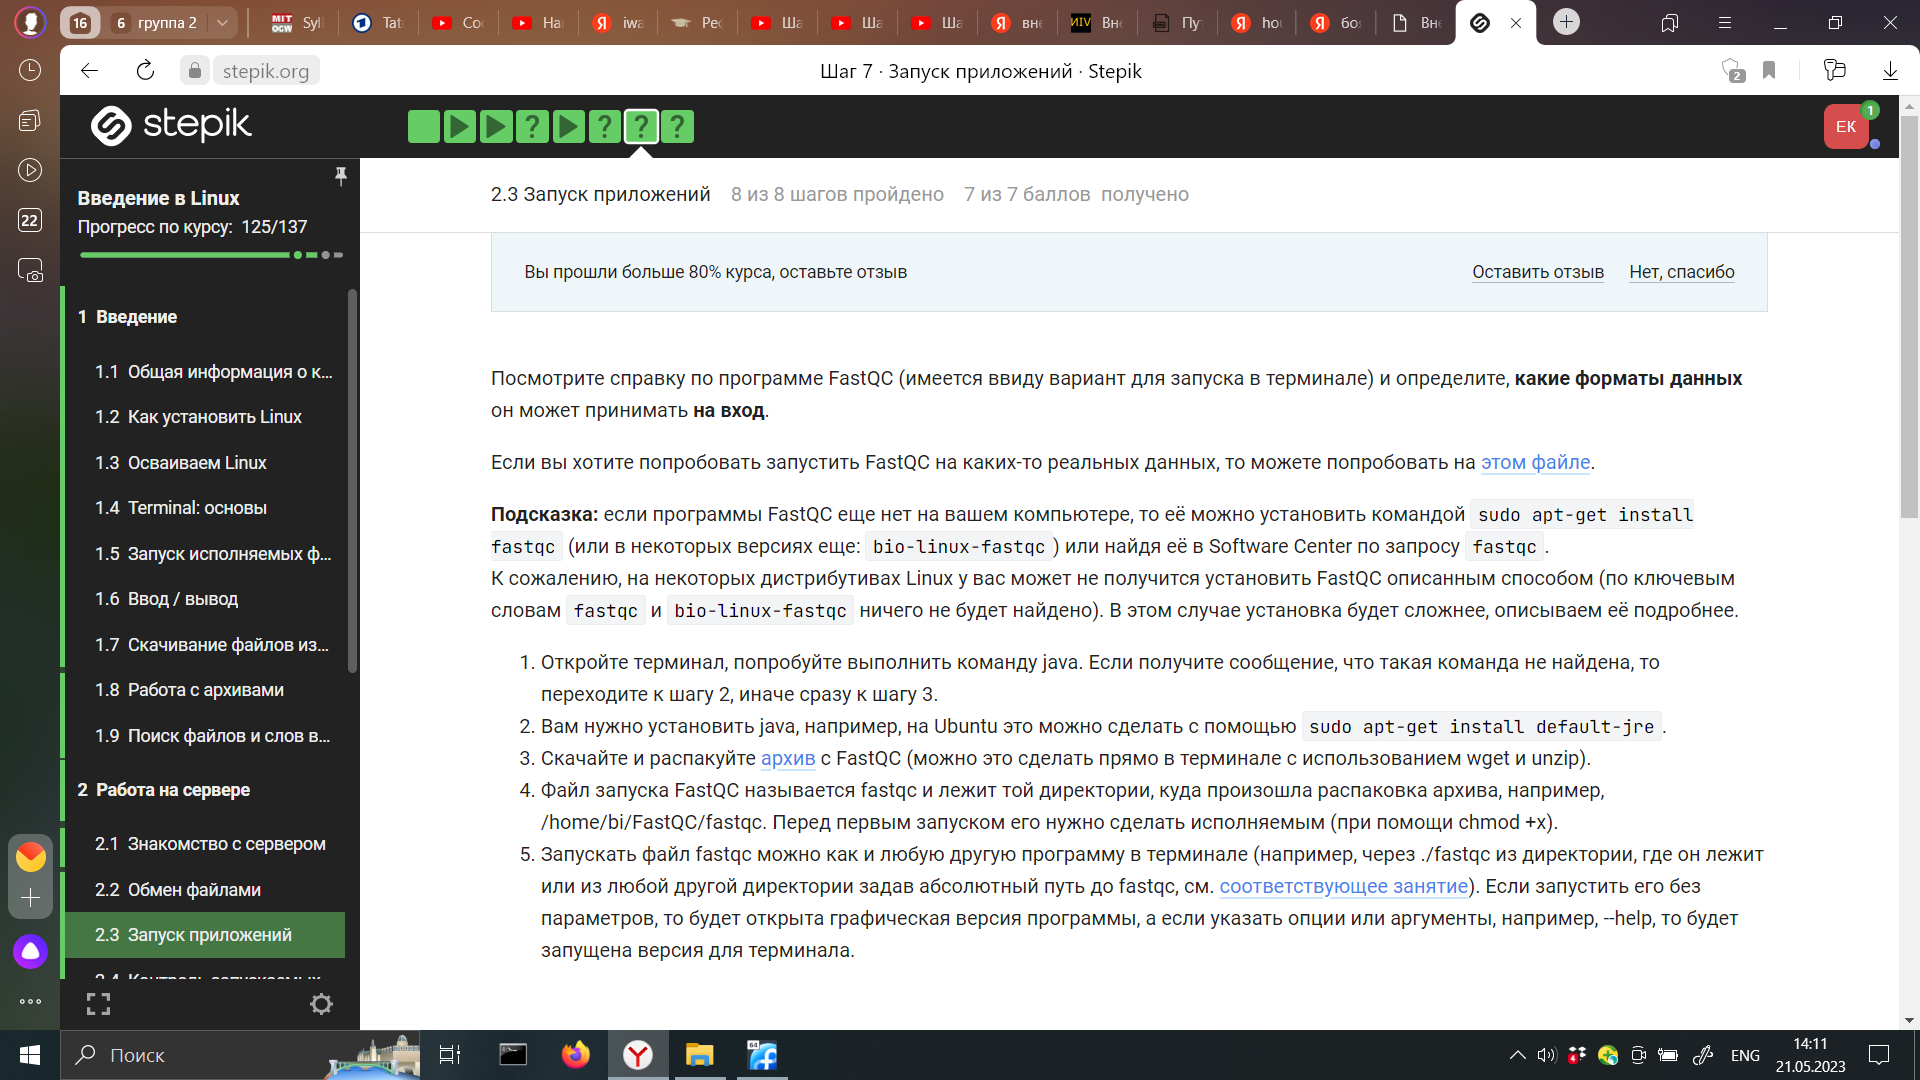 16
6 группа 2
MIT OCW Syll
Tat
Coo
На
iwa
Рес
Ша
Ша
Ша
вне
ИIV Вне
Пу
hou
боя
Вне
stepik.org
Шаг 7 · Запуск приложений · Stepik
2
22
stepik
? ? ? ?
ЕК
1
Введение в Linux
Прогресс по курсу: 125/137
1 Введение
1.1 Общая информация о к...
1.2 Как установить Linux
1.3 Осваиваем Linux
1.4 Terminal: основы
1.5 Запуск исполняемых ф...
1.6 Ввод / вывод
1.7 Скачивание файлов из...
1.8 Работа с архивами
1.9 Поиск файлов и слов в...
2 Работа на сервере
2.1 Знакомство с сервером
2.2 Обмен файлами
2.3 Запуск приложений
2.4 Контроль запускаемых
2.3 Запуск приложений 8 из 8 шагов пройдено 7 из 7 баллов получено
Вы прошли больше 80% курса, оставьте отзыв
Оставить отзыв
Нет, спасибо
Посмотрите справку по программе FastQC (имеется ввиду вариант для запуска в терминале) и определите, какие форматы данных
он может принимать на вход.
Если вы хотите попробовать запустить FastQC на каких-то реальных данных, то можете попробовать на этом файле.
Подсказка: если программы FastQC еще нет на вашем компьютере, то её можно установить командой sudo apt-get install
fastqc (или в некоторых версиях еще: bio-linux-fastqc) или найдя её в Software Center по запросу fastqc.
К сожалению, на некоторых дистрибутивах Linux у вас может не получится установить FastQC описанным способом (по ключевым
словам fastqc и bio-linux-fastqc ничего не будет найдено). В этом случае установка будет сложнее, описываем её подробнее.
1. Откройте терминал, попробуйте выполнить команду java. Если получите сообщение, что такая команда не найдена, то
переходите к шагу 2, иначе сразу к шагу 3.
2. Вам нужно установить java, например, на Ubuntu это можно сделать с помощью sudo apt-get install default-jre.
3. Скачайте и распакуйте архив с FastQC (можно это сделать прямо в терминале с использованием wget и unzip).
4. Файл запуска FastQC называется fastqc и лежит той директории, куда произошла распаковка архива, например,
/home/bi/FastQC/fastqc. Перед первым запуском его нужно сделать исполняемым (при помощи chmod +x).
5. Запускать файл fastqc можно как и любую другую программу в терминале (например, через ./fastqc из директории, где он лежит
или из любой другой директории задав абсолютный путь до fastqc, см. соответствующее занятие). Если запустить его без
параметров, то будет открыта графическая версия программы, а если указать опции или аргументы, например, --help, то будет
запущена версия для терминала.
Поиск
64
4
ENG
14:11
21.05.2023